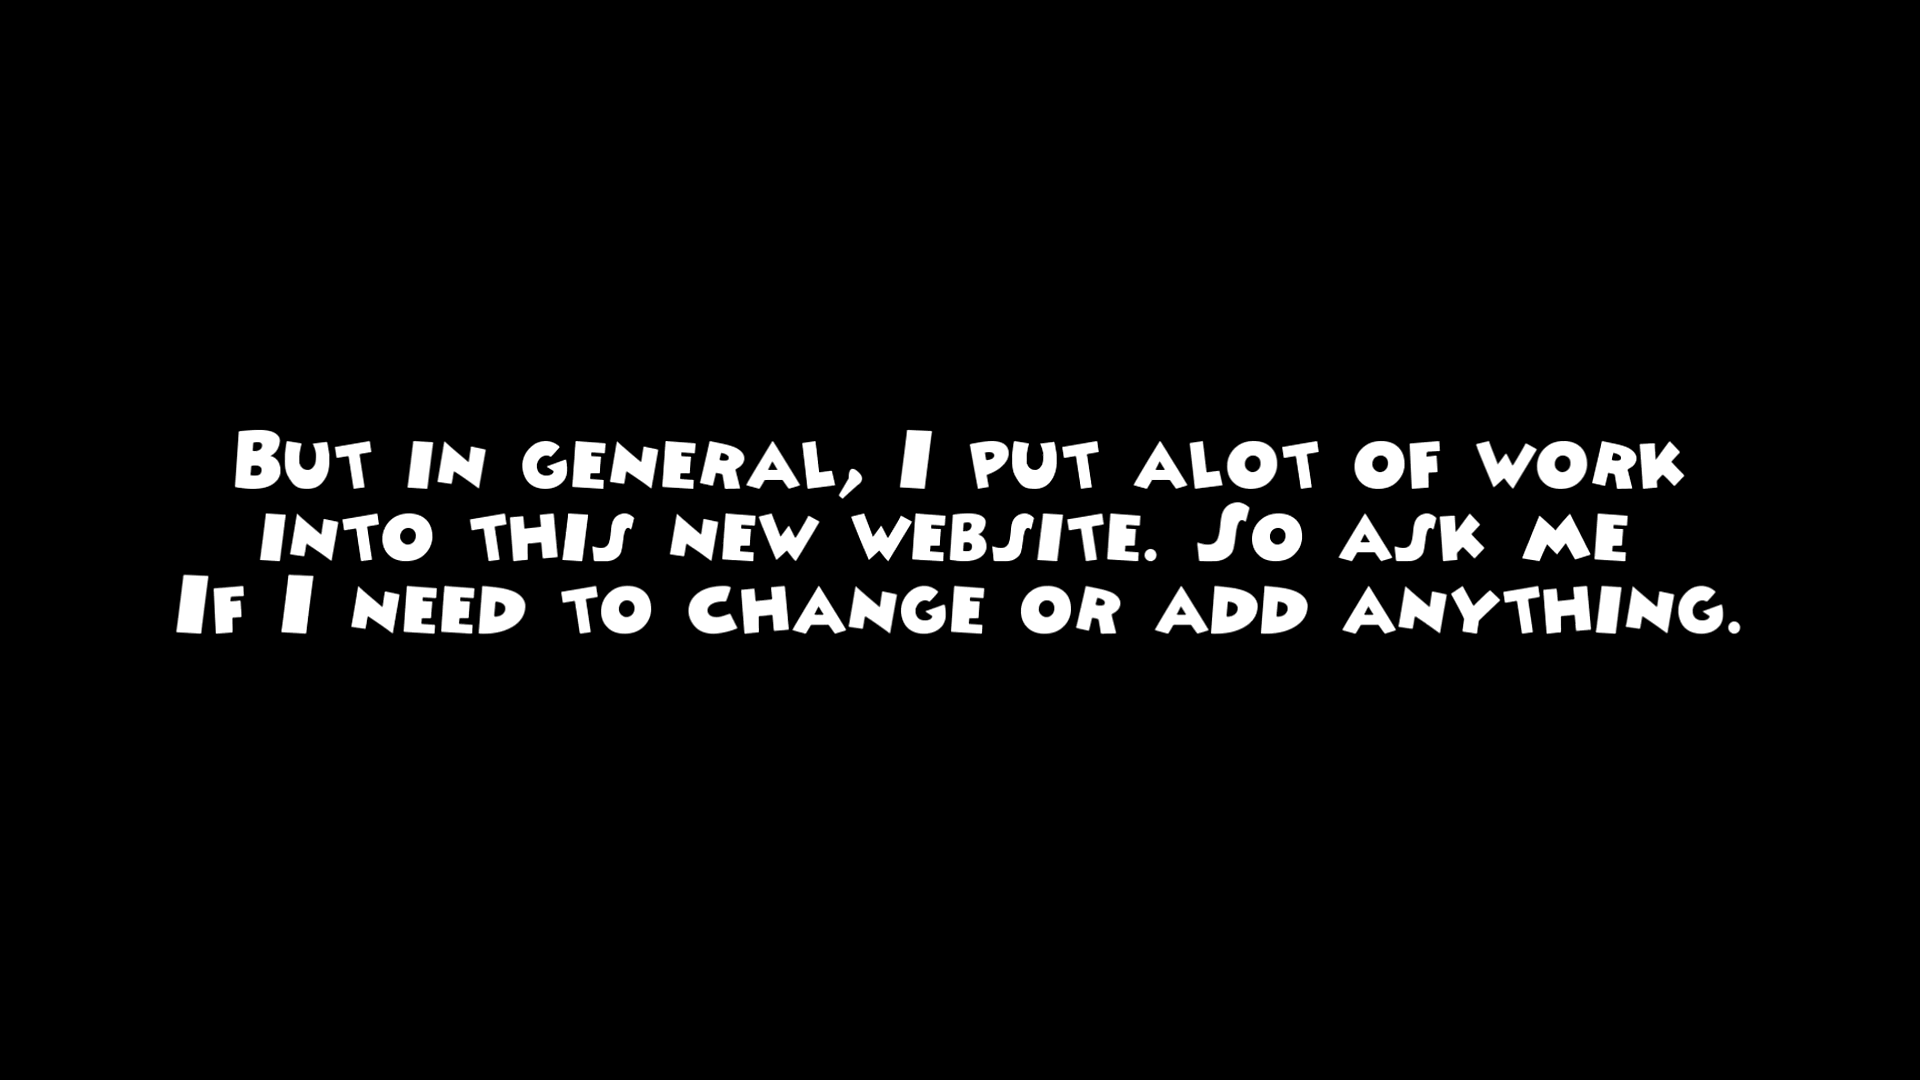 But in general, I put alot of work
into this new website. So ask me
If I need to change or add anything.